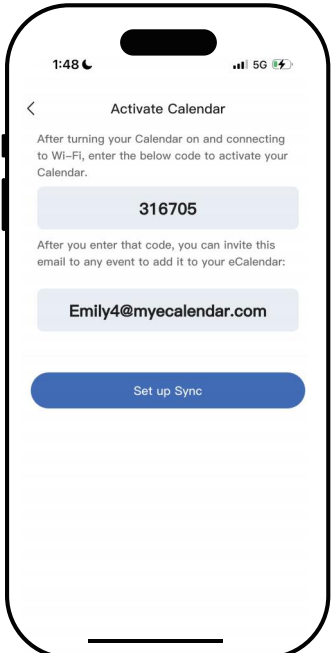 1:48 5G
Activate Calendar
After turning your Calendar on and connecting
to Wi-Fi, enter the below code to activate your
Calendar.
316705
After you enter that code, you can invite this
email to any event to add it to your eCalendar:
Emily4@myecalendar.com
Set up Sync